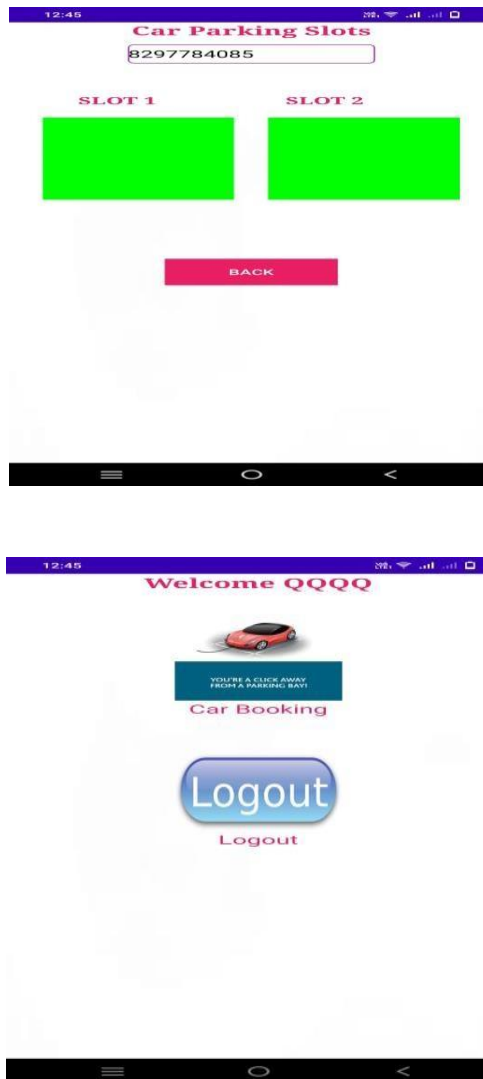 12:45
Car Parking Slots
8297784085
SLOT 1 SLOT 2
BACK
12:45
Welcome QQQQ
YOU'RE A CLICK AWAY
FROM A PARKING BAY!
Car Booking
Logout
Logout